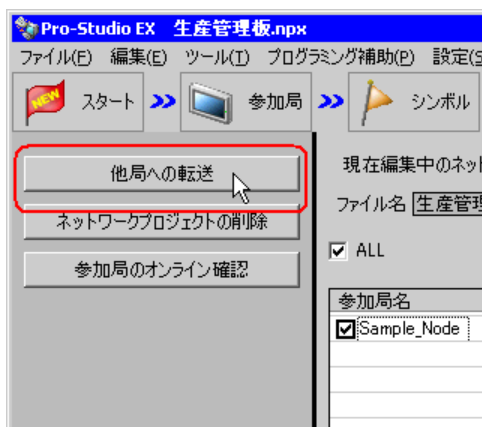 Pro-Studio EX 生産管理板.npx
ファイル(F) 編集(E) ツール(T) プログラミング補助(P) 設定(S
NEW スタート >> 参加局 >> シンボル
他局への転送
ネットワークプロジェクトの削除
参加局のオンライン確認
現在編集中のネット
ファイル名 生産管理
ALL
参加局名
Sample_Node